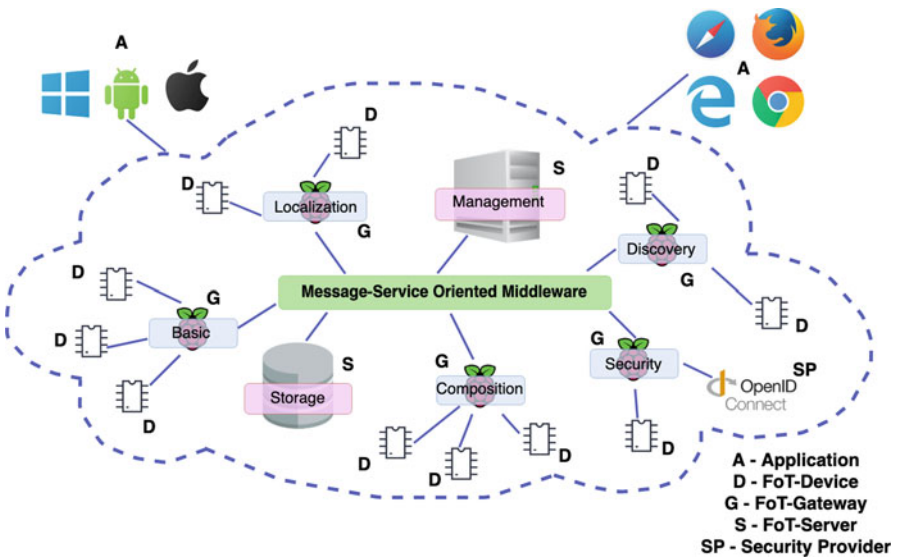 A
A
D
D
Localization
G
S
Management
D
Discovery
G
D
Message-Service Oriented Middleware
D
G
D
Basic
D
S
Storage
G
Composition
D
D
D
G
Security
SP
OpenID
Connect
D
A - Application
D - FoT-Device
G - FoT-Gateway
S - FoT-Server
SP - Security Provider